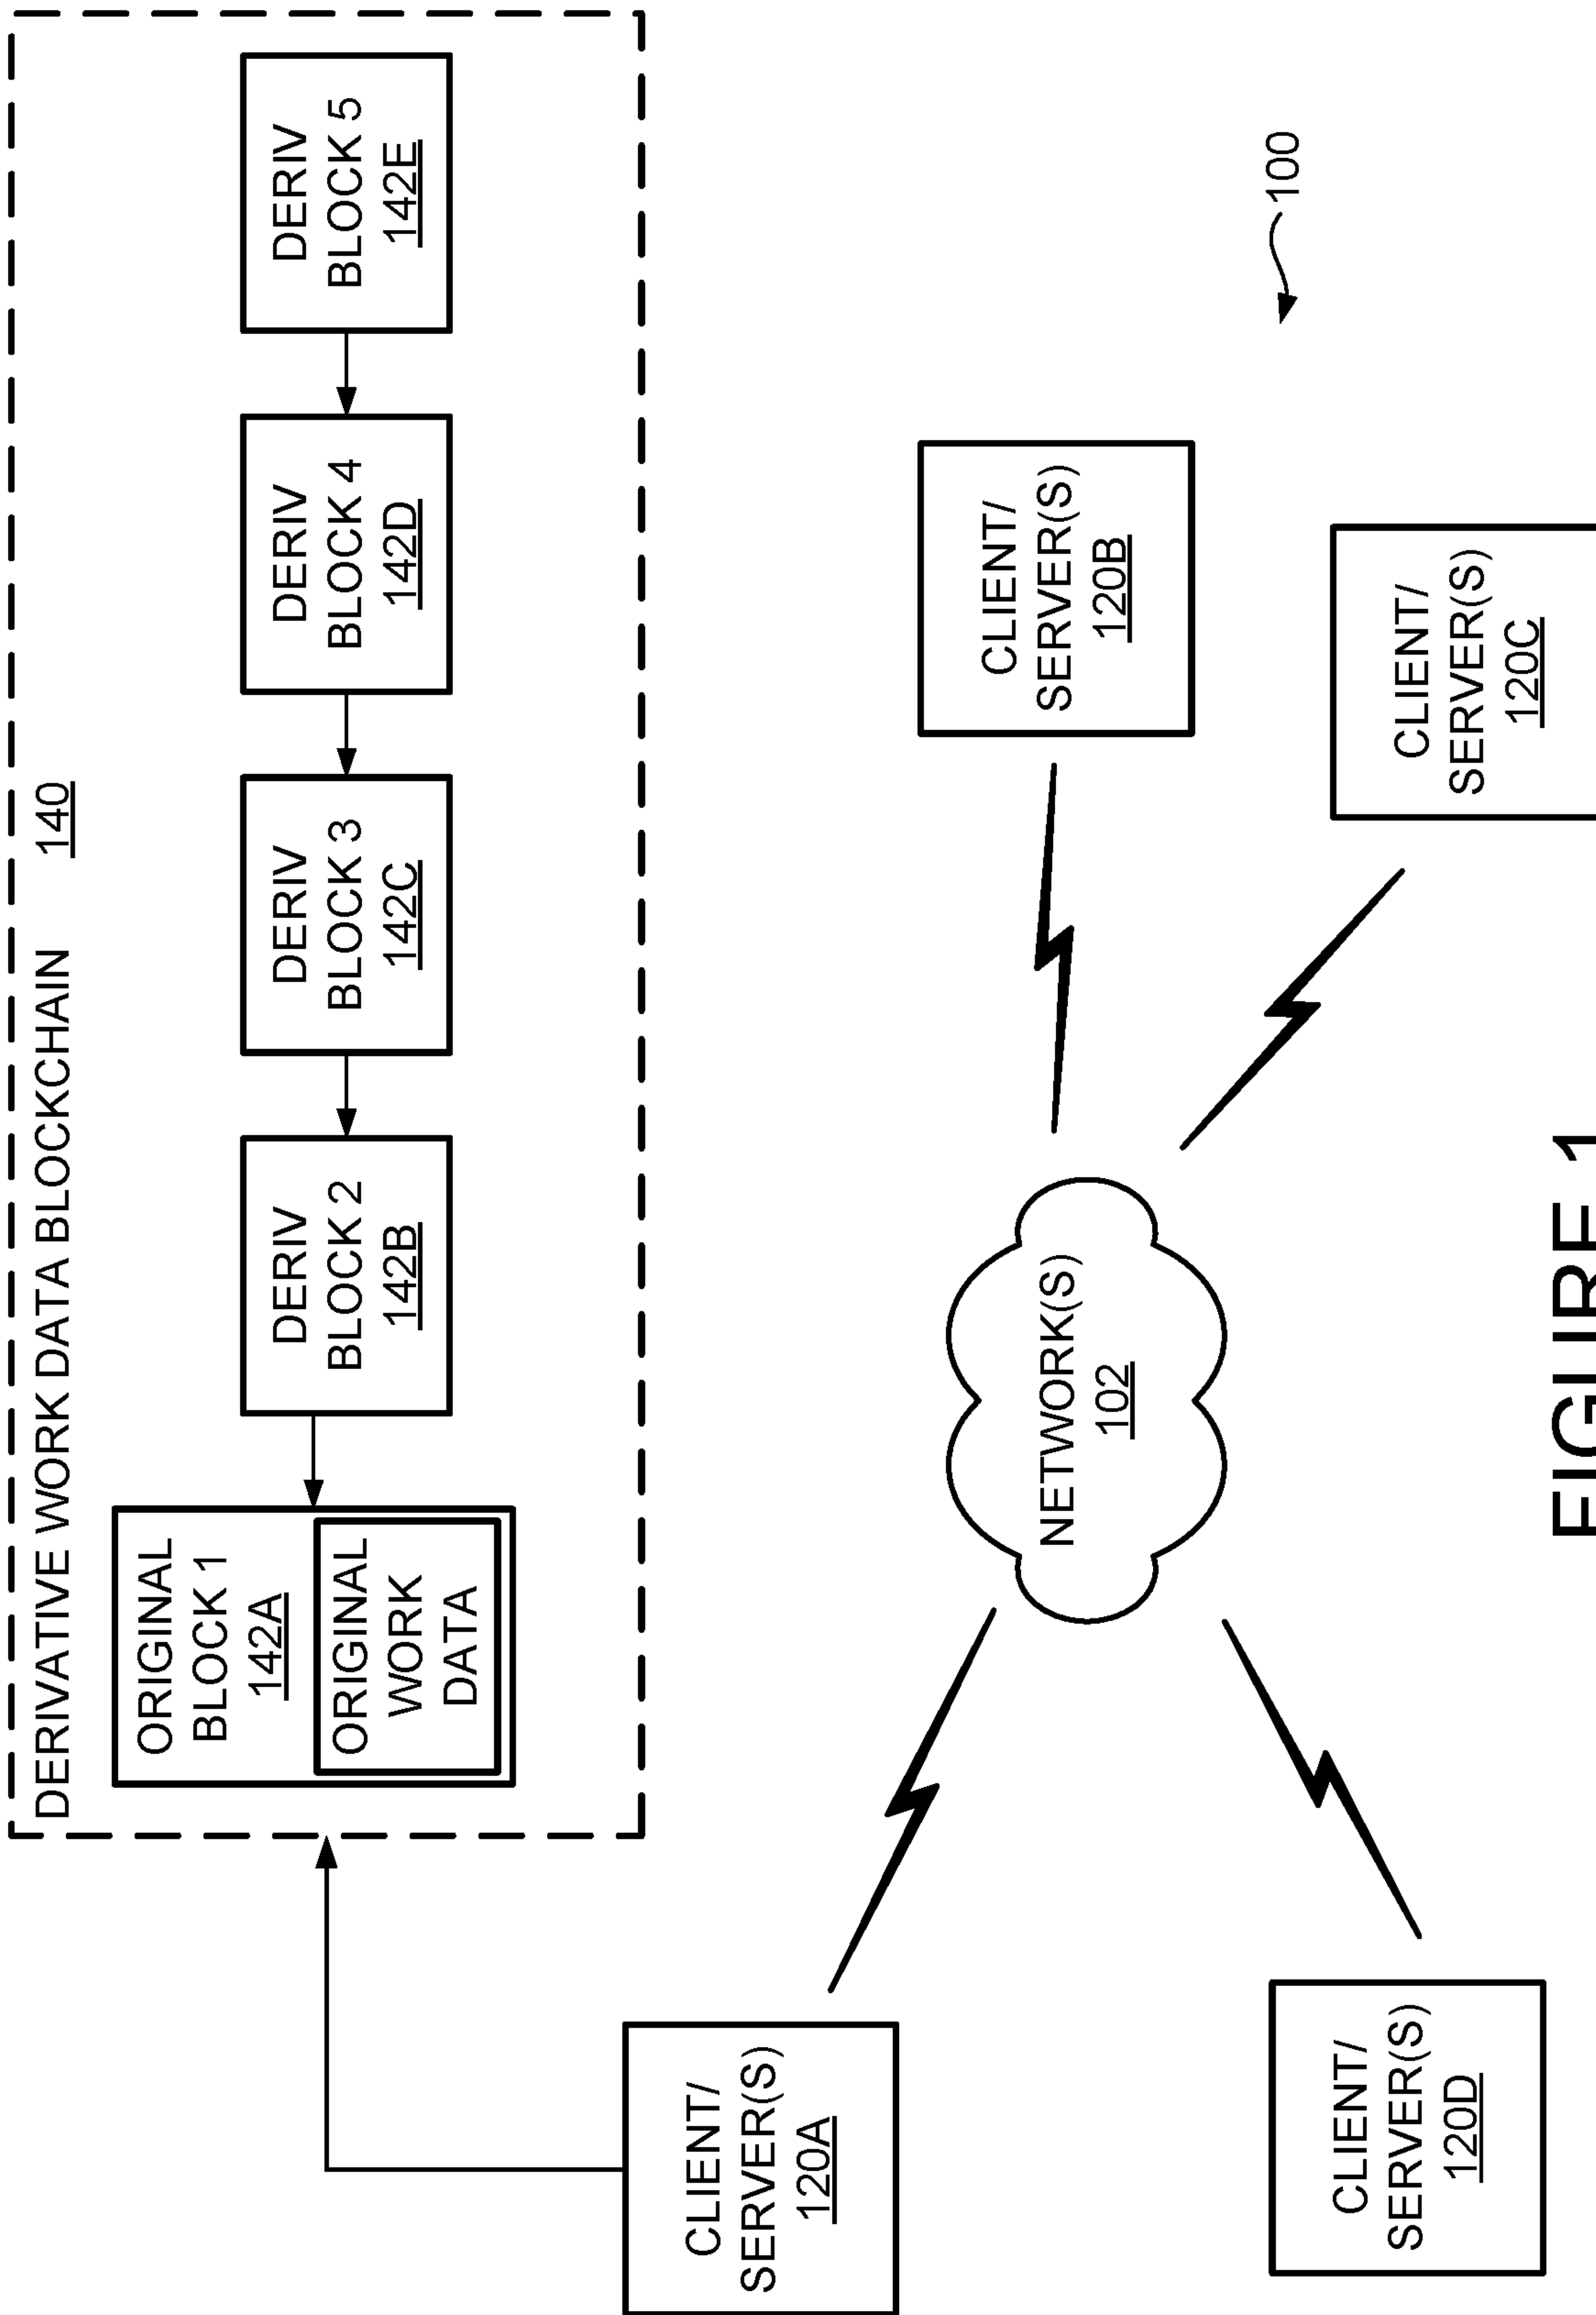 DERIVATIVE WORK DATA BLOCKCHAIN 140
ORIGINAL
BLOCK 1
142A
ORIGINAL
WORK
DATA
DERIV
BLOCK 2
142B
DERIV
BLOCK 3
142C
DERIV
BLOCK 4
142D
DERIV
BLOCK 5
142E
CLIENT/
SERVER(S)
120A
NETWORK(S)
102
CLIENT/
SERVER(S)
120B
CLIENT/
SERVER(S)
120C
CLIENT/
SERVER(S)
120D
100
FIGURE 1